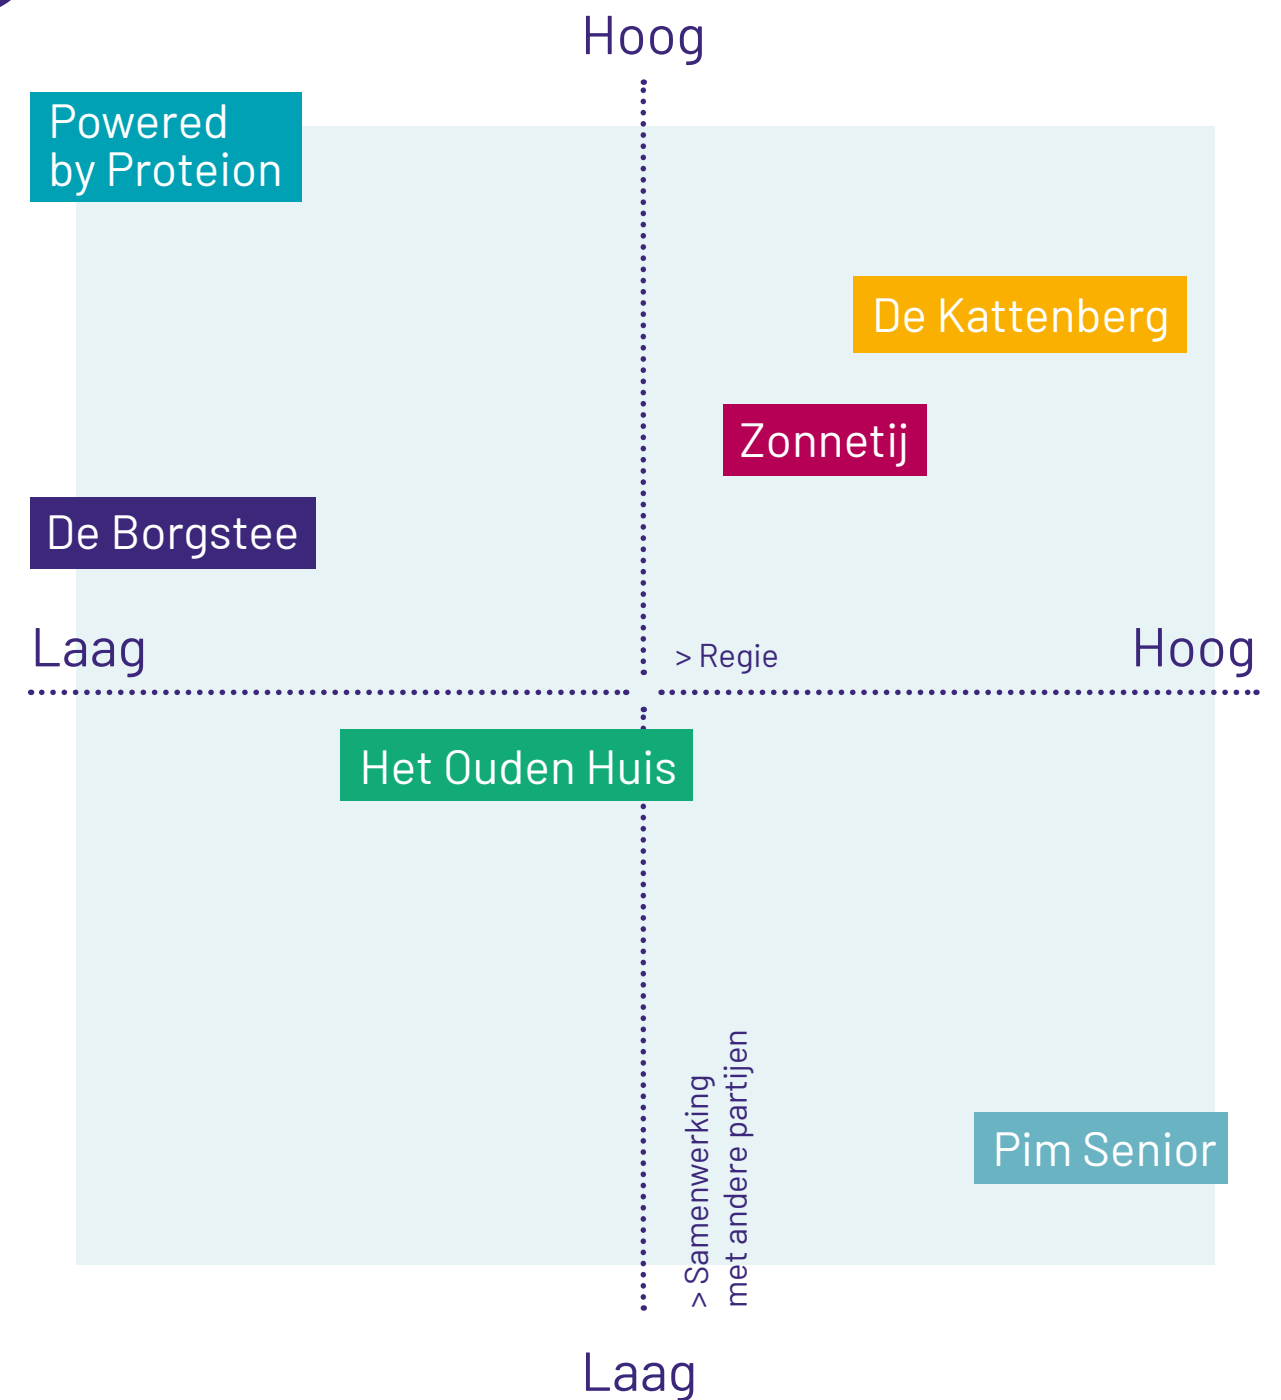 Hoog
Powered
by Proteion
De Kattenberg
Zonnetij
De Borgstee
Laag
> Regie
Hoog
Het Ouden Huis
> Samenwerking
met andere partijen
Pim Senior
Laag